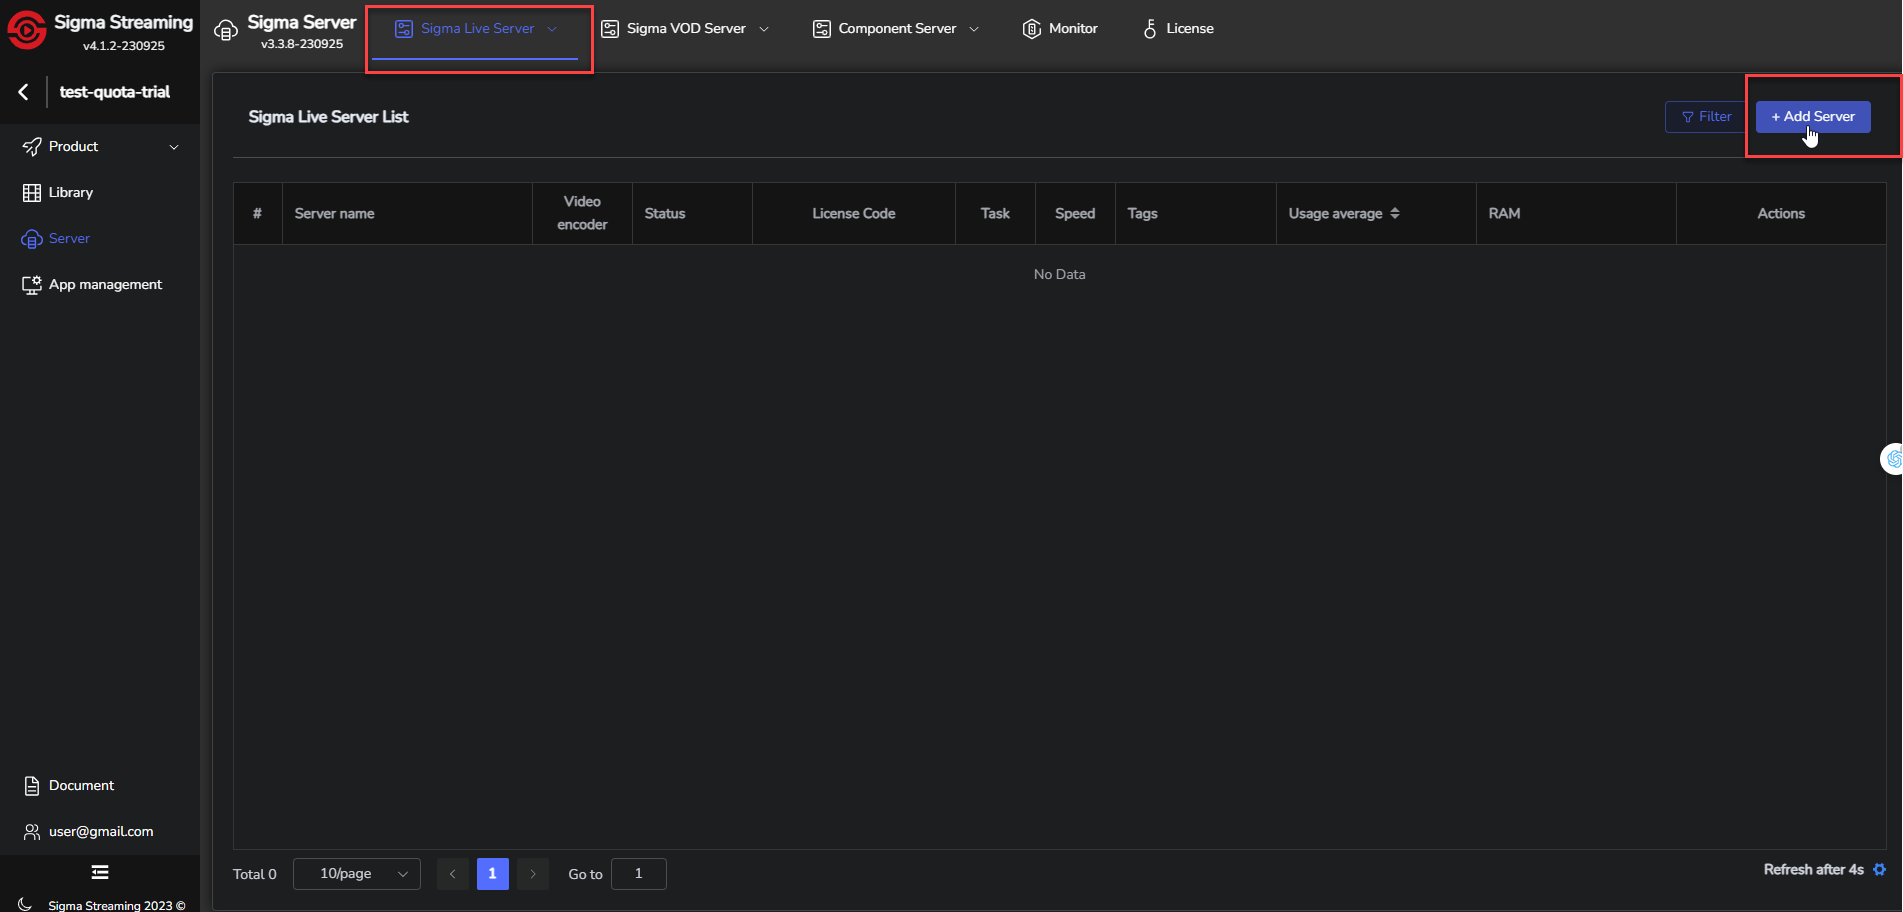 Sigma Streaming
v4.1.2-230925
Sigma Server
v3.3.8-230925
Sigma Live Server
Sigma VOD Server
Component Server
Monitor
License
test-quota-trial
Product
Library
Server
App management
Sigma Live Server List
Filter
+ Add Server
#
Server name
Video
encoder
Status
License Code
Task
Speed
Tags
Usage average
RAM
Actions
No Data
Document
user@gmail.com
Sigma Streaming 2023 ©
Total 0
10/page
1
Go to
1
Refresh after 4s